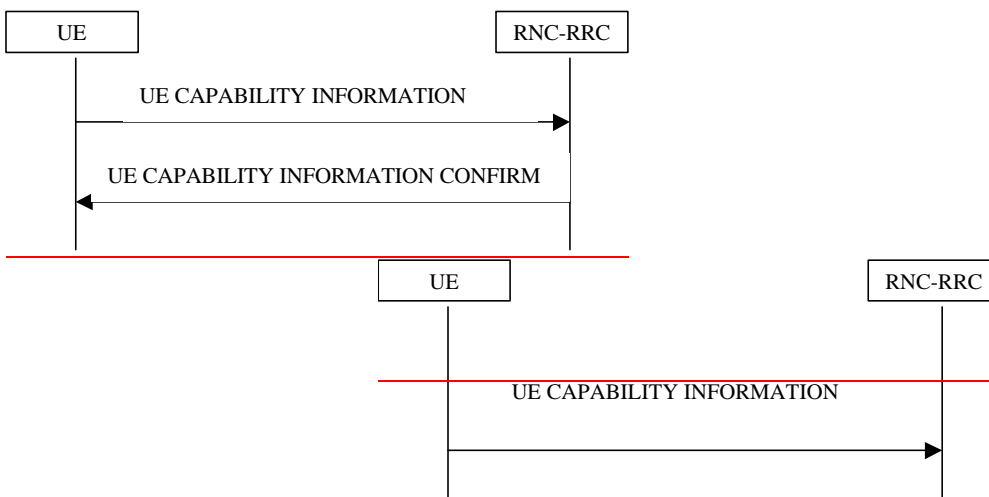 UE RNC-RRC
UE CAPABILITY INFORMATION
UE CAPABILITY INFORMATION CONFIRM
UE RNC-RRC
UE CAPABILITY INFORMATION